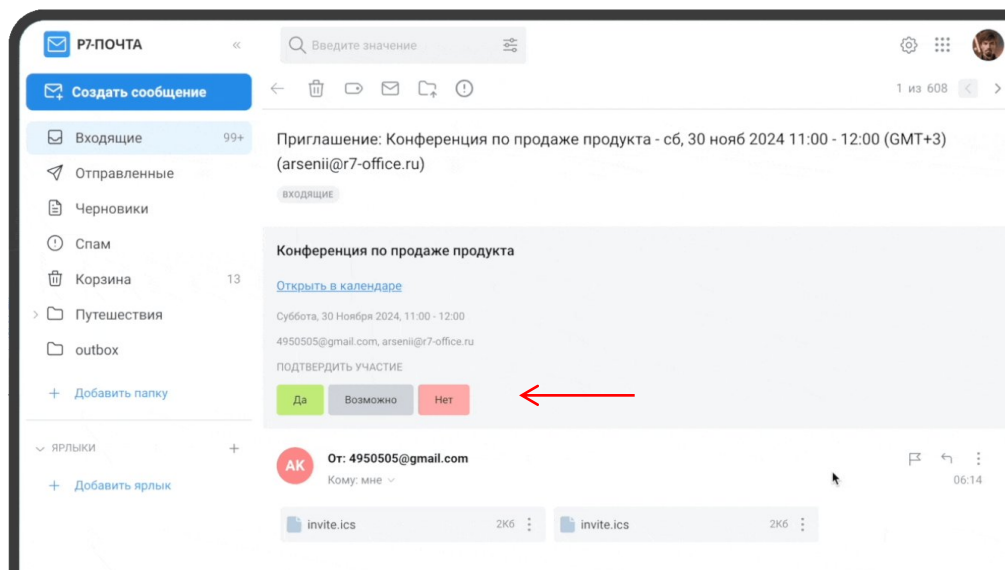 Р7-ПОЧТА
Введите значение
Создать сообщение
1 из 608
Входящие 99+
Отправленные
Черновики
Спам
Корзина 13
Путешествия
outbox
Добавить папку
ЯРЛЫКИ
Добавить ярлык
Приглашение: Конференция по продаже продукта - сб, 30 нояб 2024 11:00 - 12:00 (GMT+3)
(arsenii@r7-office.ru)
ВХОДЯЩИЕ
Конференция по продаже продукта
Открыть в календаре
Суббота, 30 Ноября 2024, 11:00 - 12:00
4950505@gmail.com, arsenii@r7-office.ru
ПОДТВЕРДИТЬ УЧАСТИЕ
Да Возможно Нет
АК
От: 4950505@gmail.com
Кому: мне
06:14
invite.ics 2Кб
invite.ics 2Кб